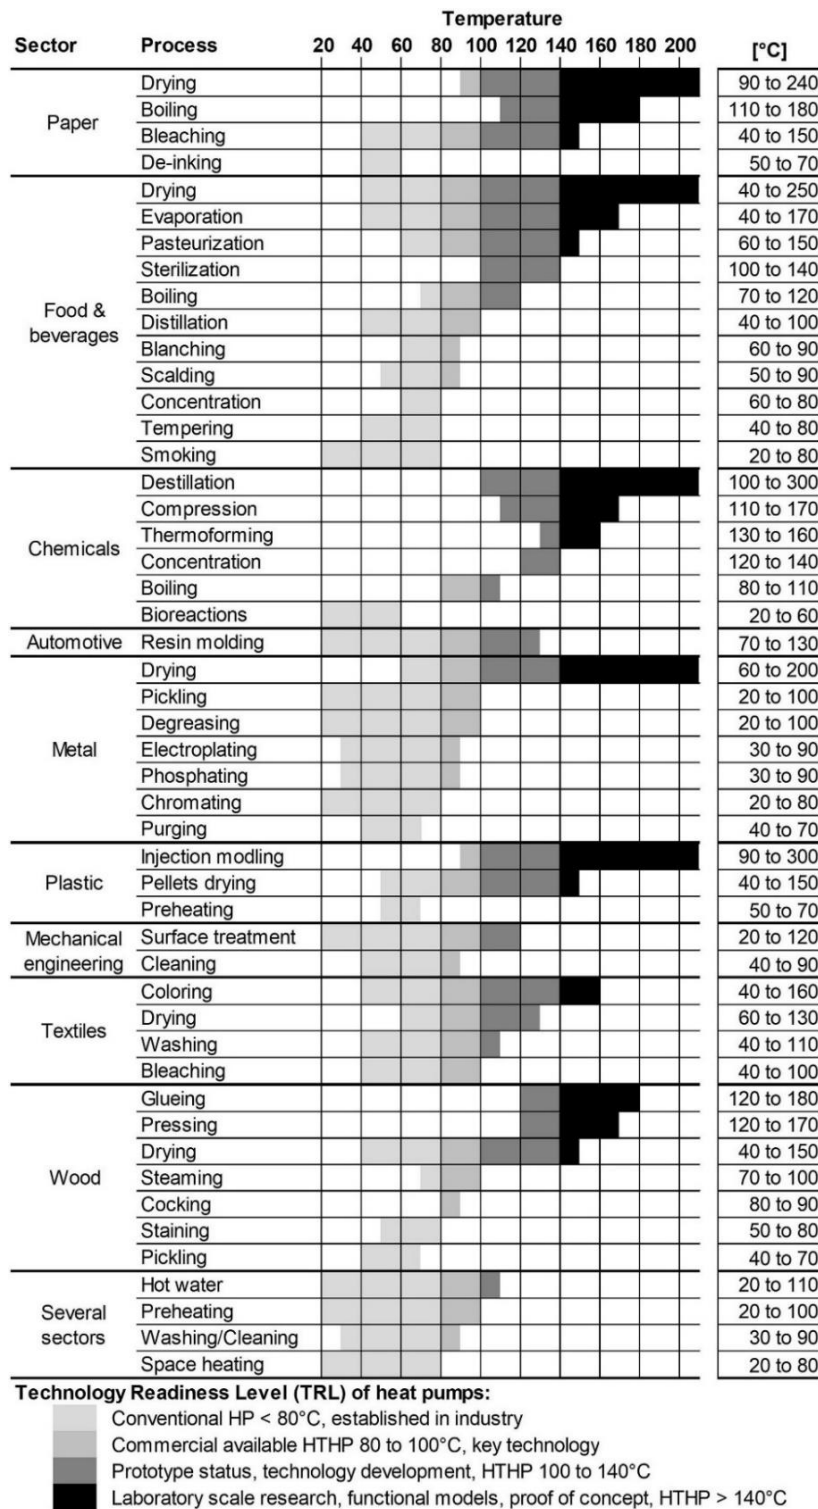 Temperature
Sector Process 20 40 60 80 100 120 140 160 180 200 [°C]
Paper
Drying 90 to 240
Boiling 110 to 180
Bleaching 40 to 150
De-inking 50 to 70
Food & beverages
Drying 40 to 250
Evaporation 40 to 170
Pasteurization 60 to 150
Sterilization 100 to 140
Boiling 70 to 120
Distillation 40 to 100
Blanching 60 to 90
Scalding 50 to 90
Concentration 60 to 80
Tempering 40 to 80
Smoking 20 to 80
Chemicals
Destillation 100 to 300
Compression 110 to 170
Thermoforming 130 to 160
Concentration 120 to 140
Boiling 80 to 110
Bioreactions 20 to 60
Automotive Resin molding 70 to 130
Metal
Drying 60 to 200
Pickling 20 to 100
Degreasing 20 to 100
Electroplating 30 to 90
Phosphating 30 to 90
Chromating 20 to 80
Purging 40 to 70
Plastic
Injection modling 90 to 300
Pellets drying 40 to 150
Preheating 50 to 70
Mechanical engineering
Surface treatment 20 to 120
Cleaning 40 to 90
Textiles
Coloring 40 to 160
Drying 60 to 130
Washing 40 to 110
Bleaching 40 to 100
Wood
Glueing 120 to 180
Pressing 120 to 170
Drying 40 to 150
Steaming 70 to 100
Cocking 80 to 90
Staining 50 to 80
Pickling 40 to 70
Several sectors
Hot water 20 to 110
Preheating 20 to 100
Washing/Cleaning 30 to 90
Space heating 20 to 80
Technology Readiness Level (TRL) of heat pumps:
Conventional HP < 80°C, established in industry
Commercial available HTHP 80 to 100°C, key technology
Prototype status, technology development, HTHP 100 to 140°C
Laboratory scale research, functional models, proof of concept, HTHP > 140°C